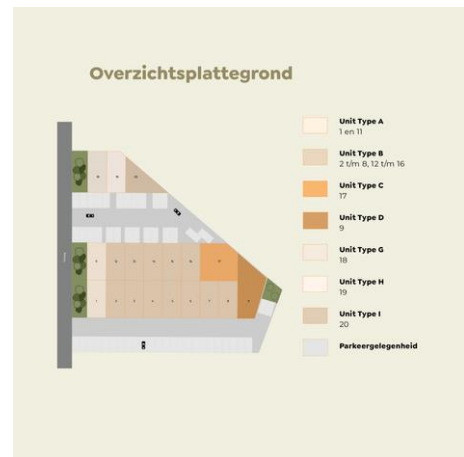 Overzichtsplattegrond
Unit Type A
1 en 11
Unit Type B
2 t/m 8, 12 t/m 16
Unit Type C
17
Unit Type D
9
Unit Type G
18
Unit Type H
19
Unit Type I
20
Parkeergelegenheid